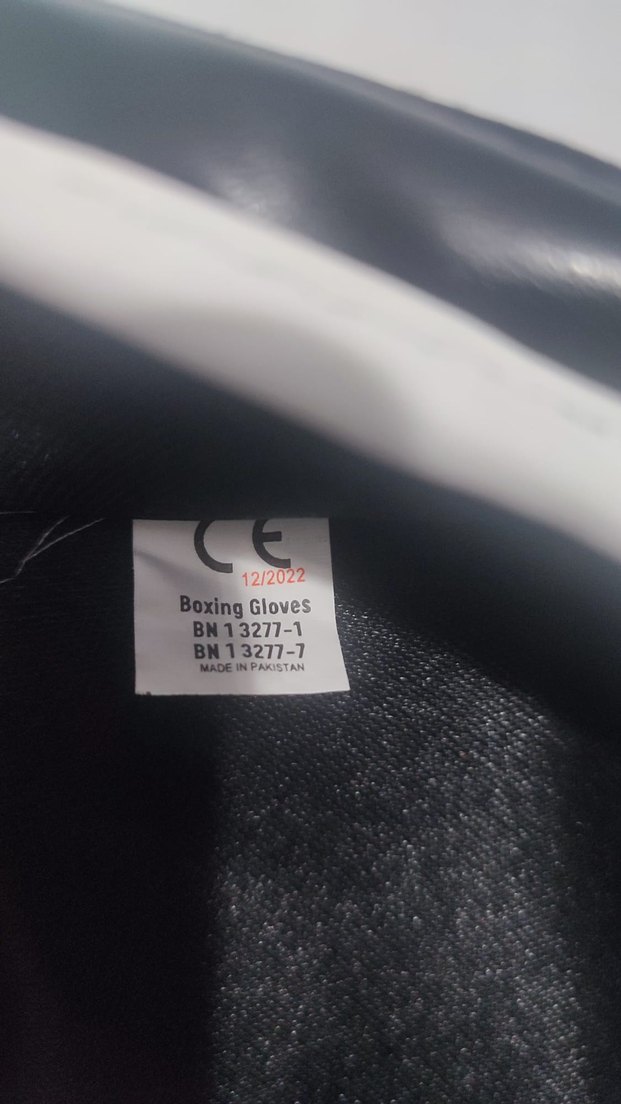 CE
12/2022
Boxing Gloves
BN 1 3277-1
BN 1 3277-7
MADE IN PAKISTAN